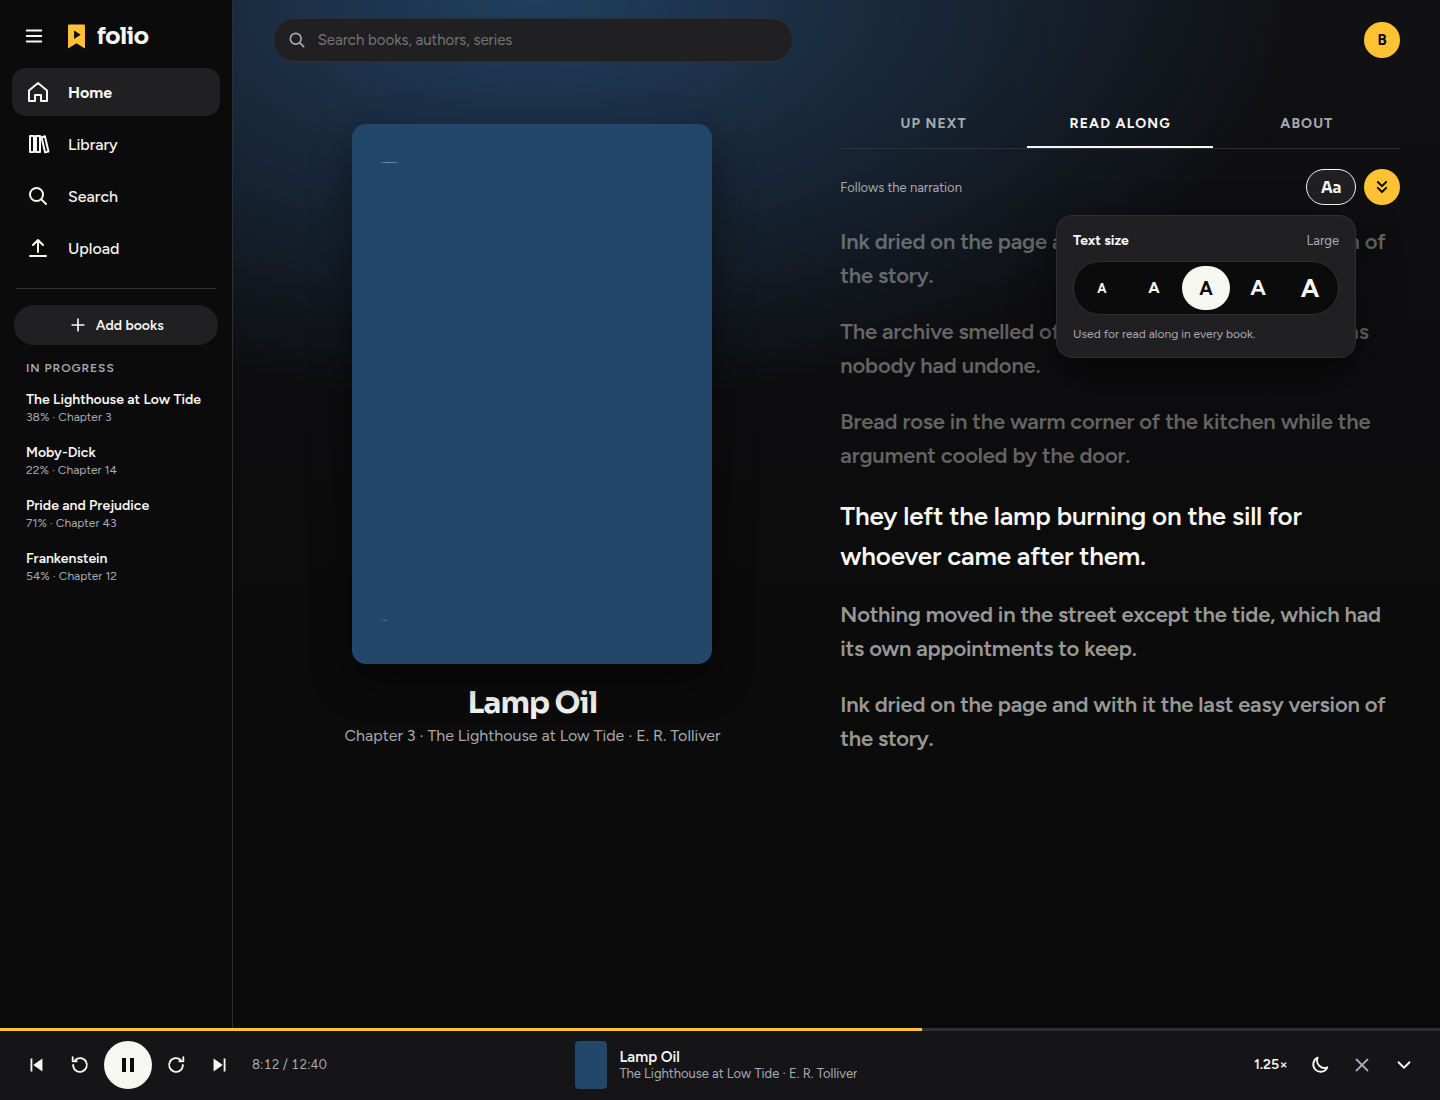 folio
Search books, authors, series
B
Home
Library
Search
Upload
Add books
IN PROGRESS
The Lighthouse at Low Tide
38% · Chapter 3
Moby-Dick
22% · Chapter 14
Pride and Prejudice
71% · Chapter 43
Frankenstein
54% · Chapter 12
Lamp Oil
Chapter 3 · The Lighthouse at Low Tide · E. R. Tolliver
UP NEXT
READ ALONG
ABOUT
Follows the narration
Aa
Text size
Large
A A A A A
Used for read along in every book.
Ink dried on the page of
the story.
The archive smelled of
nobody had undone.
Bread rose in the warm corner of the kitchen while the
argument cooled by the door.
They left the lamp burning on the sill for
whoever came after them.
Nothing moved in the street except the tide, which had
its own appointments to keep.
Ink dried on the page and with it the last easy version of
the story.
8:12 / 12:40
Lamp Oil
The Lighthouse at Low Tide · E. R. Tolliver
1.25×